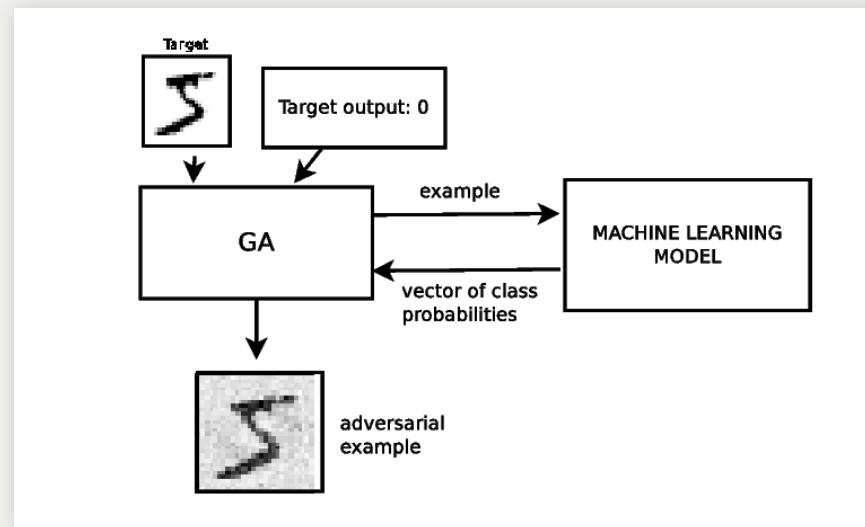 Target
Target output: 0
GA
example
MACHINE LEARNING
MODEL
vector of class
probabilities
adversarial
example